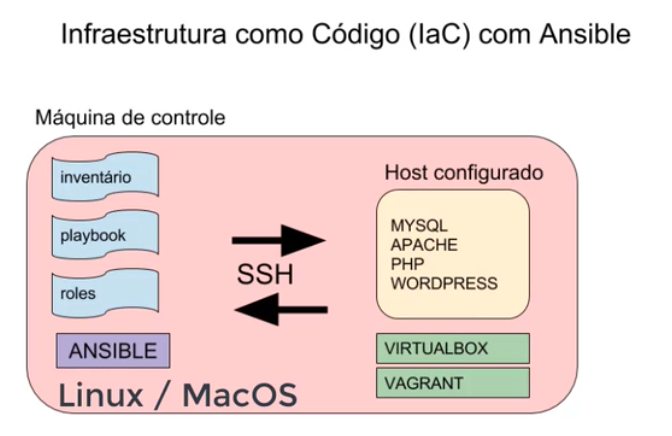 Infraestrutura como Código (IaC) com Ansible
Máquina de controle
inventário
playbook
roles
ANSIBLE
Linux / MacOS
SSH
Host configurado
MYSQL
APACHE
PHP
WORDPRESS
VIRTUALBOX
VAGRANT